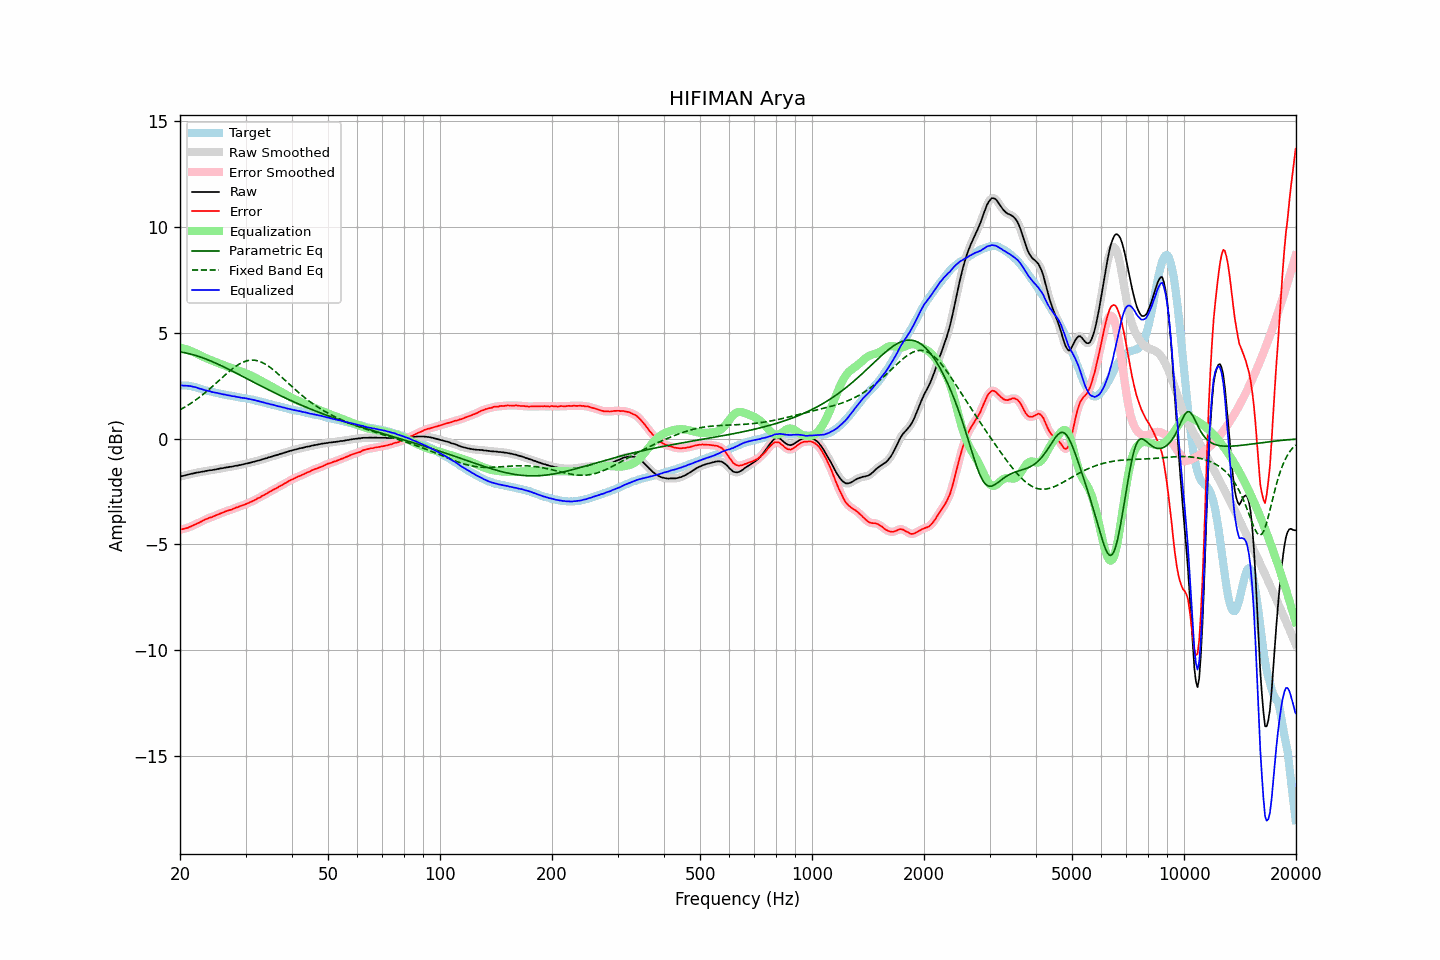 HIFIMAN Arya
Target
Raw Smoothed
Error Smoothed
Raw
Error
Equalization
Parametric Eq
Fixed Band Eq
Equalized
Amplitude (dBr)
15
10
5
0
−5
−10
−15
20
50
100
200
500
1000
2000
5000
10000
20000
Frequency (Hz)